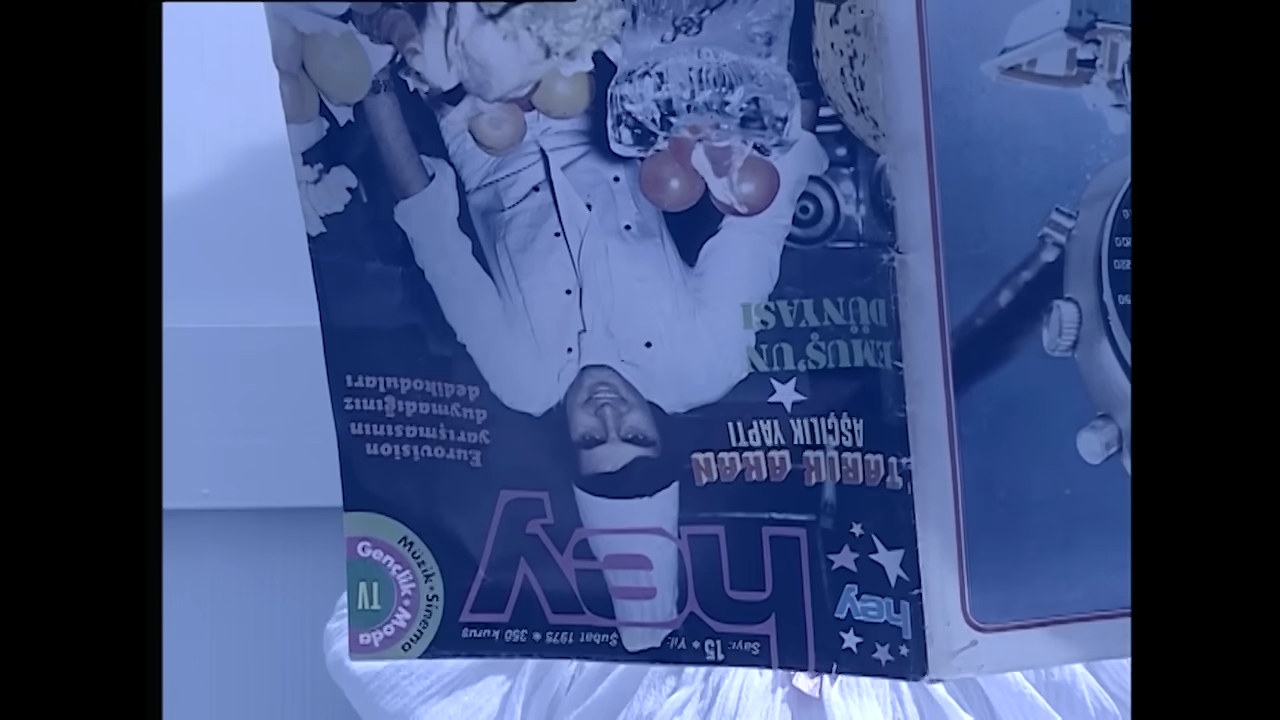 Sayı: 15 * Yıl:
Şubat 1975 * 350 kuruş
hey
hey
Müzik • Sinema
Gençlik • Moda
TV
TARIK AKAN
AŞÇILIK YAPTI
EMUŞ'UN
DÜNYASI
Eurovision
yarışmasının
duymadığınız
dedikoduları